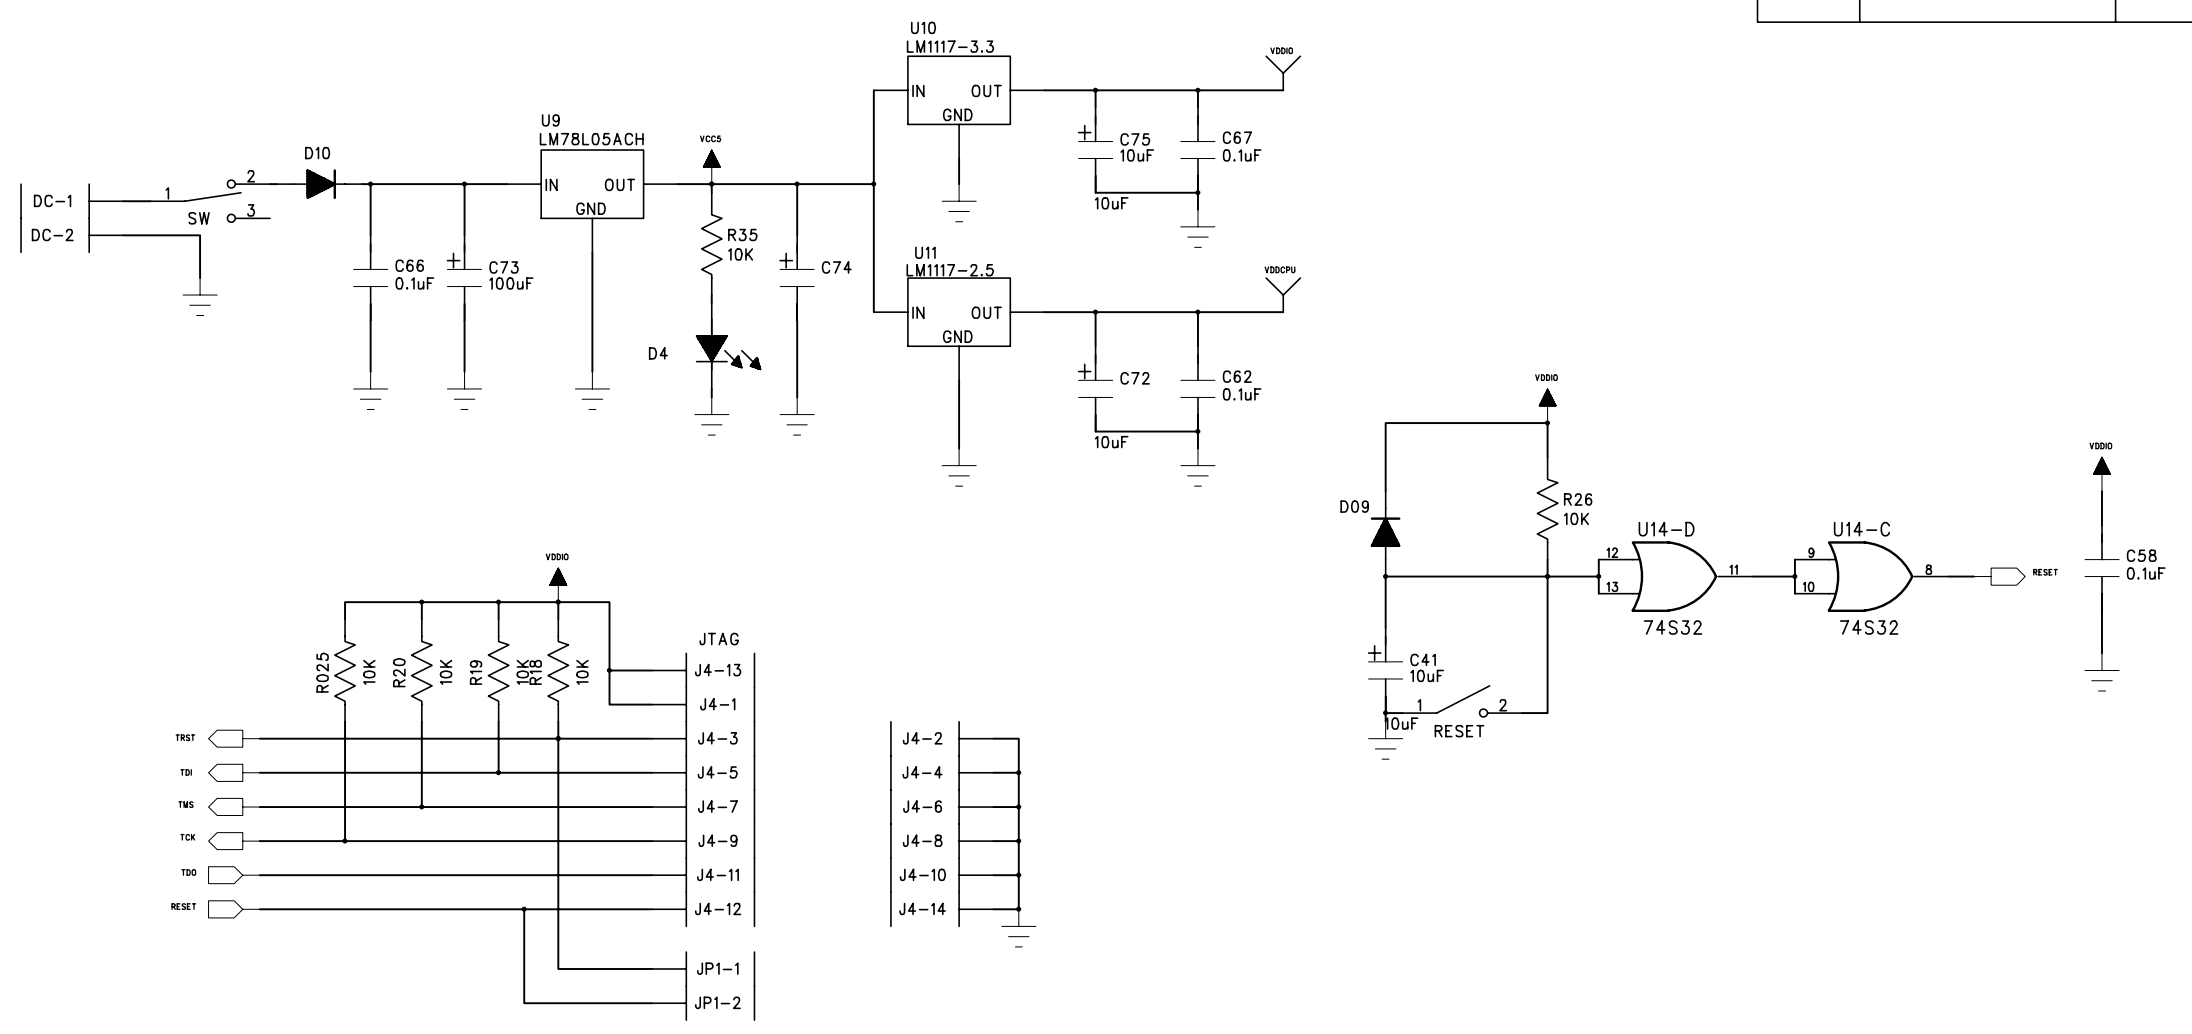 U10
LM1117-3.3
IN
OUT
GND
VDDIO
C75
10uF
10uF
C67
0.1uF
DC-1
DC-2
1
2
3
SW
D10
C66
0.1uF
C73
100uF
U9
LM78L05ACH
IN
OUT
GND
VCC5
R35
10K
D4
C74
U11
LM1117-2.5
IN
OUT
GND
VDDCPU
C72
10uF
C62
0.1uF
VDDIO
D09
R26
10K
C41
10uF
10uF
1
2
RESET
U14-D
12
13
11
74S32
U14-C
9
10
8
74S32
RESET
VDDIO
C58
0.1uF
VDDIO
R025
10K
R20
10K
R19
10K
R18
10K
JTAG
J4-13
J4-1
TRST
J4-3
TDI
J4-5
TMS
J4-7
TCK
J4-9
TDO
J4-11
RESET
J4-12
JP1-1
JP1-2
J4-2
J4-4
J4-6
J4-8
J4-10
J4-14